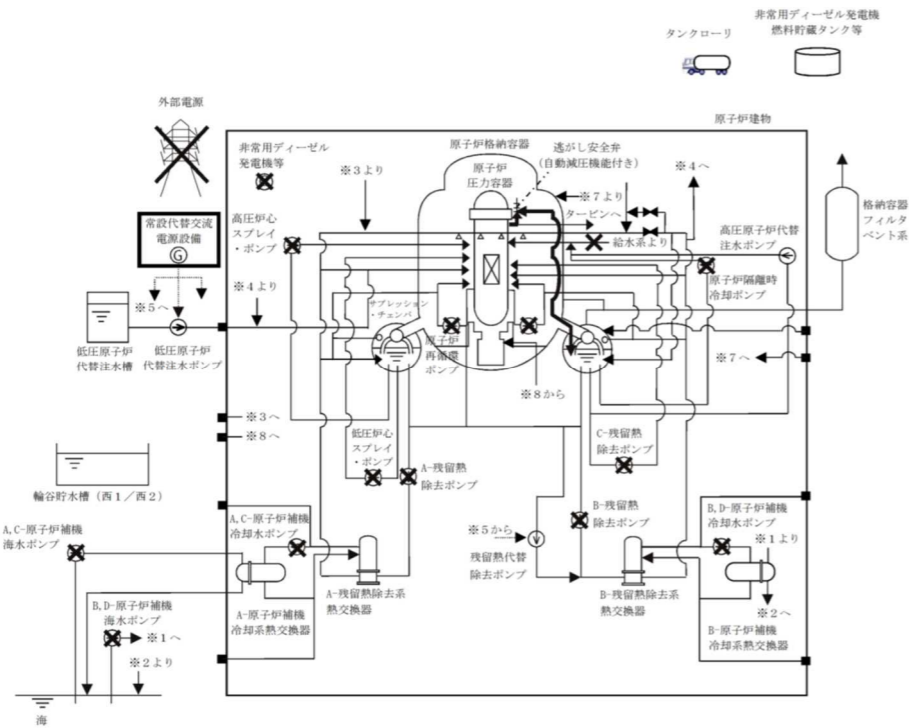 タンクローリ
非常用ディーゼル発電機
燃料貯蔵タンク等
外部電源
原子炉建物
非常用ディーゼル
発電機等
※3より
原子炉格納容器
原子炉
圧力容器
逃がし安全弁
(自動減圧機能付き)
※4へ
※7より
タービンへ
給水系より
格納容器
フィルタ
ベント系
常設代替交流
電源設備
G
高圧炉心
スプレイ
・ポンプ
高圧原子炉代替
注水ポンプ
原子炉隔離時
冷却ポンプ
※5へ
※4より
サプレッション
・チェンバ
低圧原子炉
代替注水槽
低圧原子炉
代替注水ポンプ
原子炉
再循環
ポンプ
※7へ
※8から
※3へ
※8へ
低圧炉心
スプレイ
・ポンプ
A-残留熱
除去ポンプ
C-残留熱
除去ポンプ
輪谷貯水槽(西1/西2)
A,C-原子炉補機
海水ポンプ
A,C-原子炉補機
冷却水ポンプ
※5から
残留熱代替
除去ポンプ
B-残留熱
除去ポンプ
B,D-原子炉補機
冷却水ポンプ
※1より
B,D-原子炉補機
海水ポンプ
※1へ
※2より
A-原子炉補機
冷却系熱交換器
A-残留熱除去系
熱交換器
B-残留熱除去系
熱交換器
※2へ
B-原子炉補機
冷却系熱交換器
海